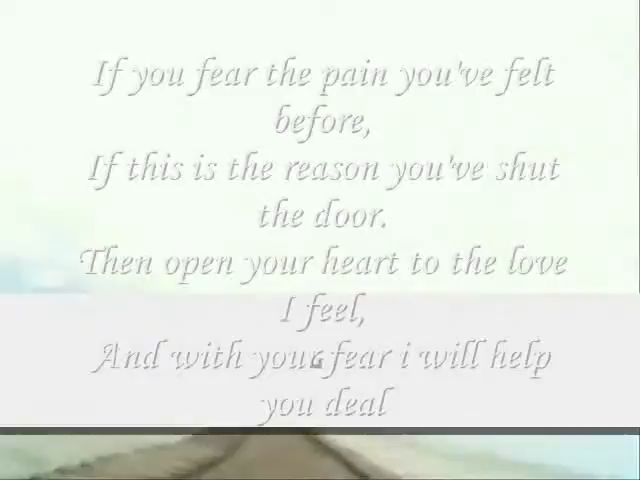 If you fear the pain you've felt
before,
If this is the reason you've shut
the door.
Then open your heart to the love
I feel,
And with your fear i will help
you deal